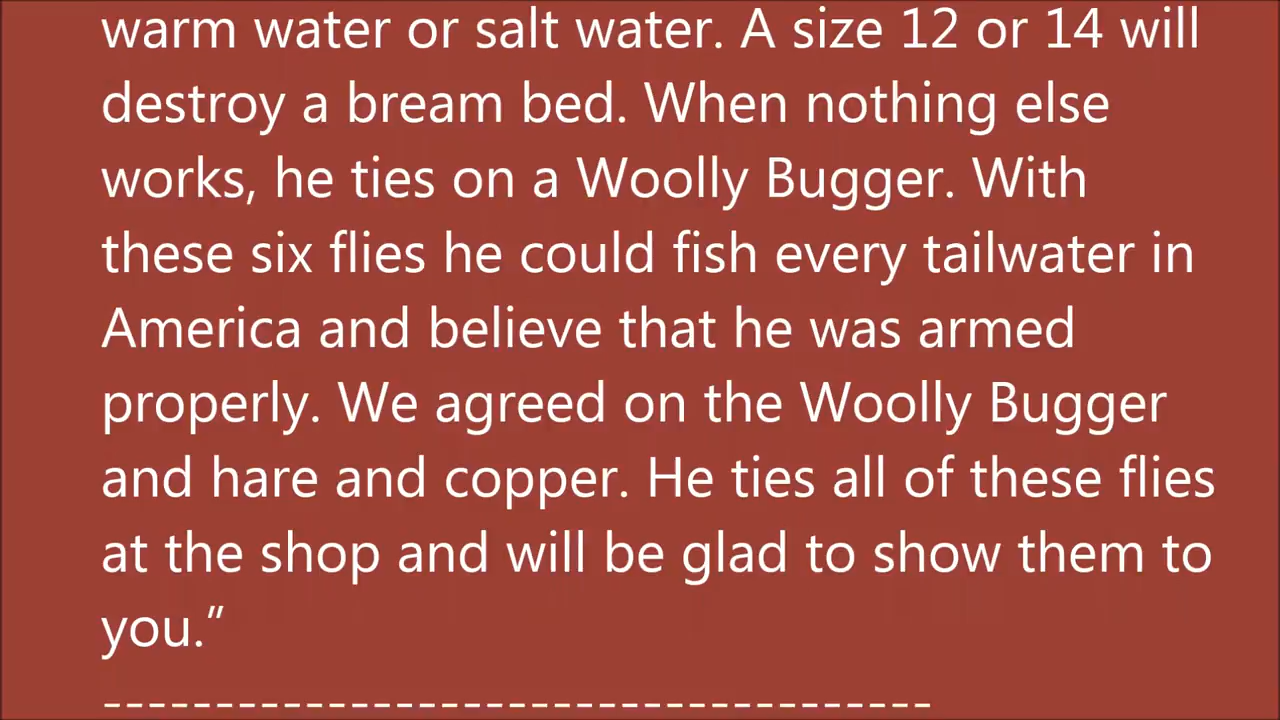 warm water or salt water. A size 12 or 14 will
destroy a bream bed. When nothing else
works, he ties on a Woolly Bugger. With
these six flies he could fish every tailwater in
America and believe that he was armed
properly. We agreed on the Woolly Bugger
and hare and copper. He ties all of these flies
at the shop and will be glad to show them to
you.”
-------------------------------------